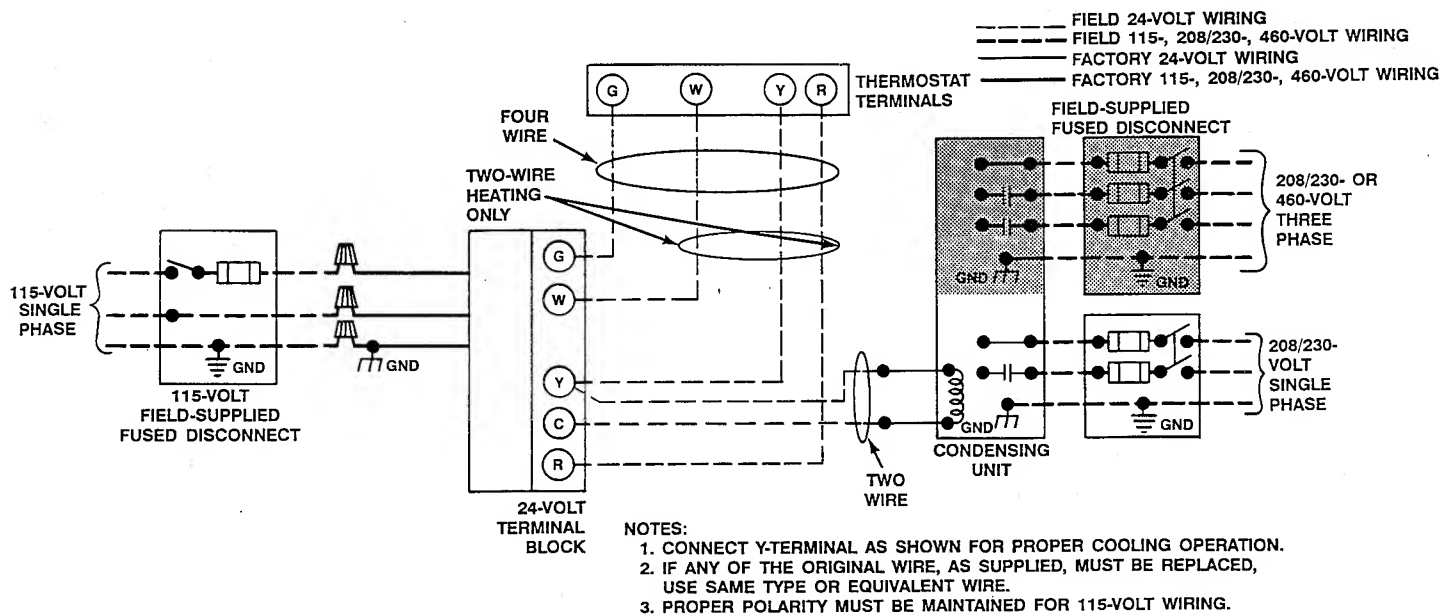 FIELD 24-VOLT WIRING
FIELD 115-, 208/230-, 460-VOLT WIRING
FACTORY 24-VOLT WIRING
FACTORY 115-, 208/230-, 460-VOLT WIRING
G
W
Y
R
THERMOSTAT
TERMINALS
FOUR
WIRE
TWO-WIRE
HEATING
ONLY
FIELD-SUPPLIED
FUSED DISCONNECT
208/230- OR
460-VOLT
THREE
PHASE
GND
GND
115-VOLT
SINGLE
PHASE
GND
GND
115-VOLT
FIELD-SUPPLIED
FUSED DISCONNECT
G
W
Y
C
R
24-VOLT
TERMINAL
BLOCK
TWO
WIRE
GND
CONDENSING
UNIT
GND
208/230-
VOLT
SINGLE
PHASE
NOTES:
1. CONNECT Y-TERMINAL AS SHOWN FOR PROPER COOLING OPERATION.
2. IF ANY OF THE ORIGINAL WIRE, AS SUPPLIED, MUST BE REPLACED,
USE SAME TYPE OR EQUIVALENT WIRE.
3. PROPER POLARITY MUST BE MAINTAINED FOR 115-VOLT WIRING.